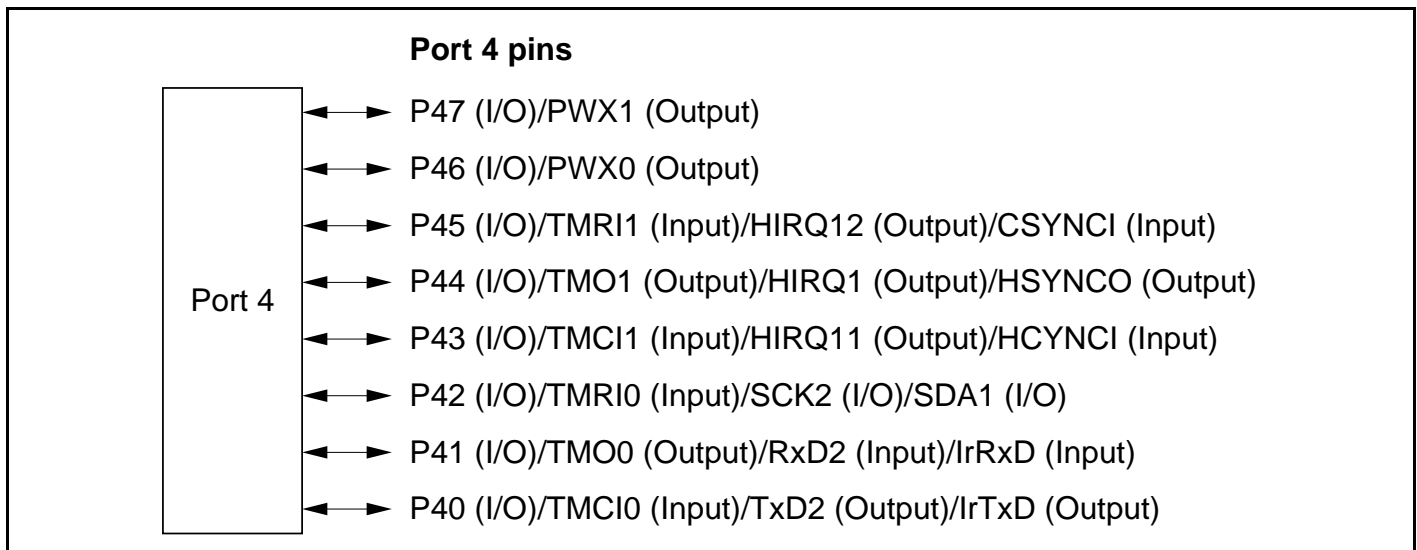 Port 4 pins
P47 (I/O)/PWX1 (Output)
P46 (I/O)/PWX0 (Output)
P45 (I/O)/TMRI1 (Input)/HIRQ12 (Output)/CSYNCI (Input)
P44 (I/O)/TMO1 (Output)/HIRQ1 (Output)/HSYNCO (Output)
Port 4
P43 (I/O)/TMCI1 (Input)/HIRQ11 (Output)/HCYNCI (Input)
P42 (I/O)/TMRI0 (Input)/SCK2 (I/O)/SDA1 (I/O)
P41 (I/O)/TMO0 (Output)/RxD2 (Input)/IrRxD (Input)
P40 (I/O)/TMCI0 (Input)/TxD2 (Output)/IrTxD (Output)